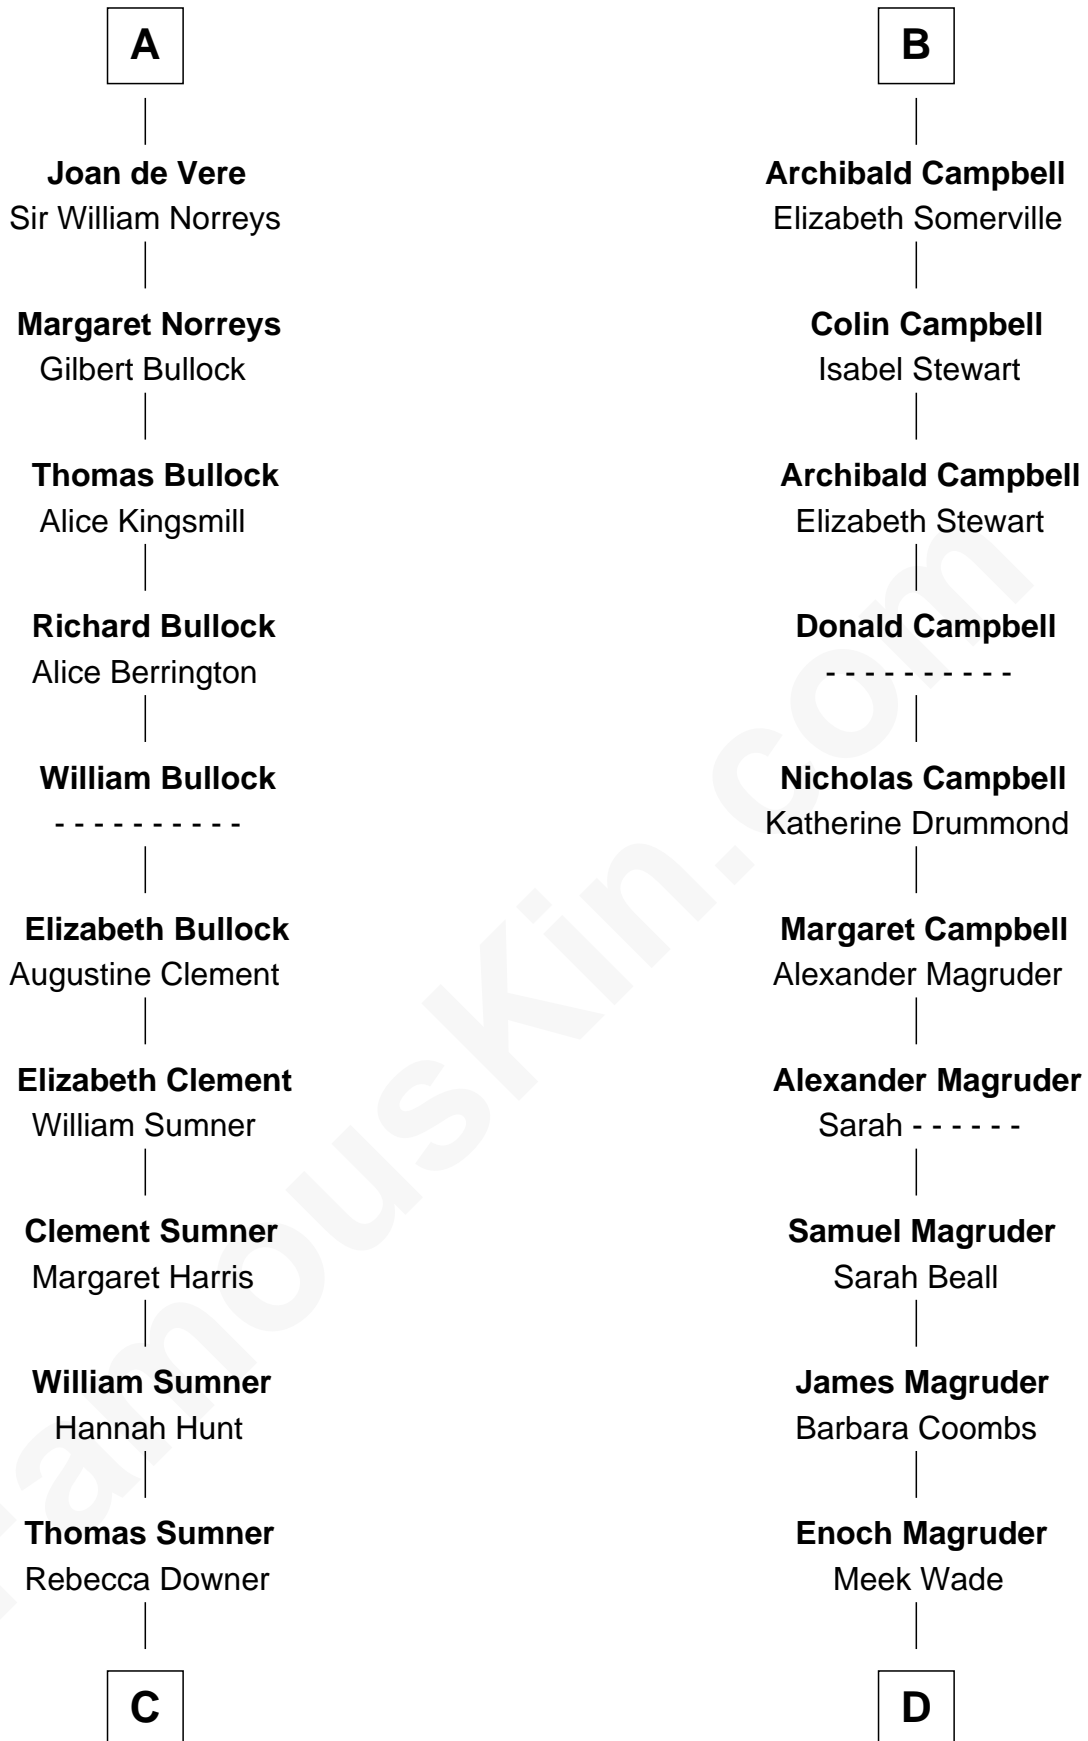 A
Joan de Vere
Sir William Norreys
Margaret Norreys
Gilbert Bullock
Thomas Bullock
Alice Kingsmill
Richard Bullock
Alice Berrington
William Bullock
- - - - - - - - - -
Elizabeth Bullock
Augustine Clement
Elizabeth Clement
William Sumner
Clement Sumner
Margaret Harris
William Sumner
Hannah Hunt
Thomas Sumner
Rebecca Downer
C
B
Archibald Campbell
Elizabeth Somerville
Colin Campbell
Isabel Stewart
Archibald Campbell
Elizabeth Stewart
Donald Campbell
- - - - - - - - - -
Nicholas Campbell
Katherine Drummond
Margaret Campbell
Alexander Magruder
Alexander Magruder
Sarah - - - - - -
Samuel Magruder
Sarah Beall
James Magruder
Barbara Coombs
Enoch Magruder
Meek Wade
D
FamousKin.com